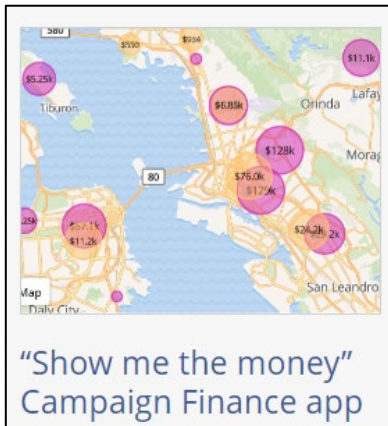 580
$550
$934
$5.25k
$11.1k
Tiburon
$6.85k
Orinda
Lafay
$128k
Morag
80
$76.0k
$129k
.25k
$57.1k
$11.2k
$24.2k
San Leandro
Map
Daly City
“Show me the money”
Campaign Finance app